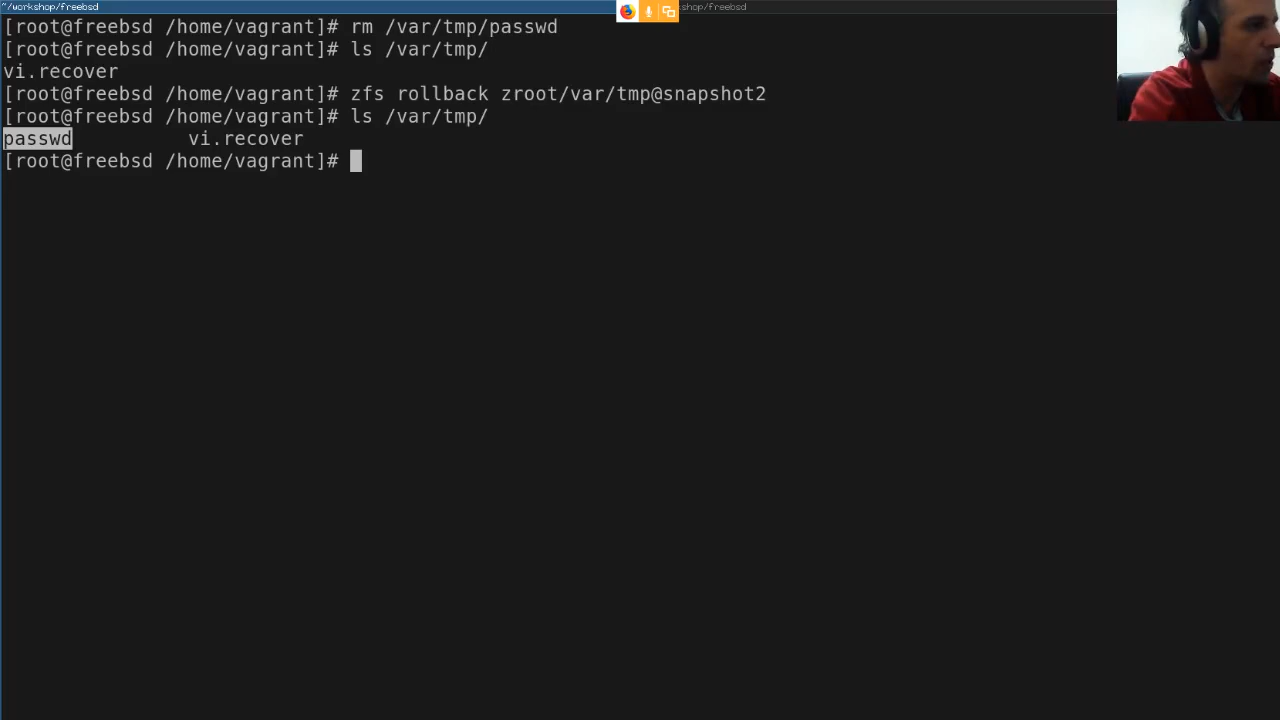 ~/workshop/freebsd
shop/freebsd
[root@freebsd /home/vagrant]# rm /var/tmp/passwd
[root@freebsd /home/vagrant]# ls /var/tmp/
vi.recover
[root@freebsd /home/vagrant]# zfs rollback zroot/var/tmp@snapshot2
[root@freebsd /home/vagrant]# ls /var/tmp/
passwd vi.recover
[root@freebsd /home/vagrant]#